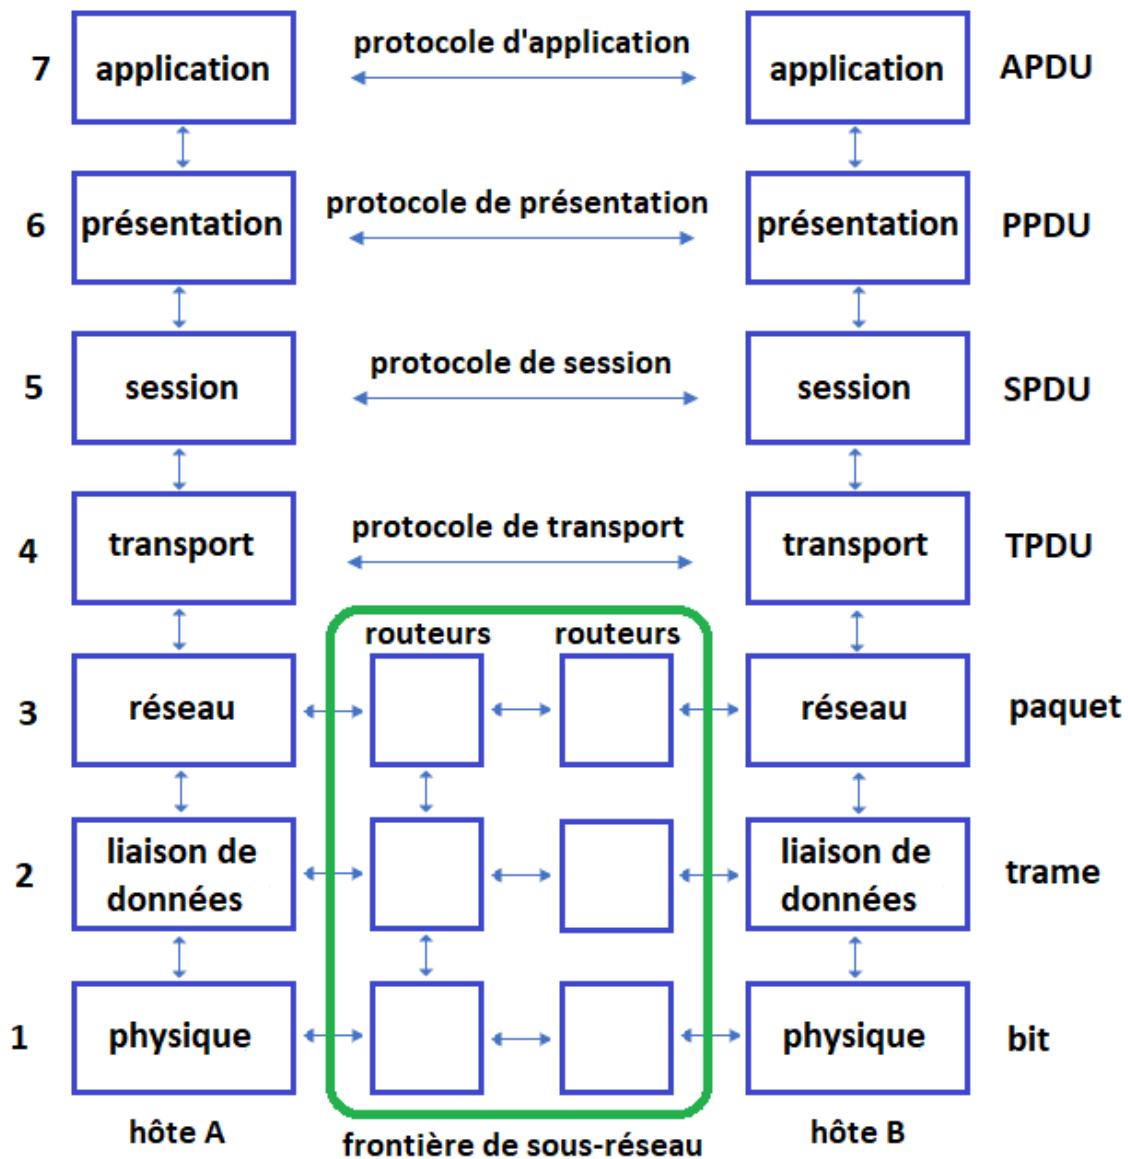 7 application protocole d'application application APDU
6 présentation protocole de présentation présentation PPDU
5 session protocole de session session SPDU
4 transport protocole de transport transport TPDU
routeurs routeurs
3 réseau réseau paquet
2 liaison de données liaison de données trame
1 physique physique bit
hôte A frontière de sous-réseau hôte B